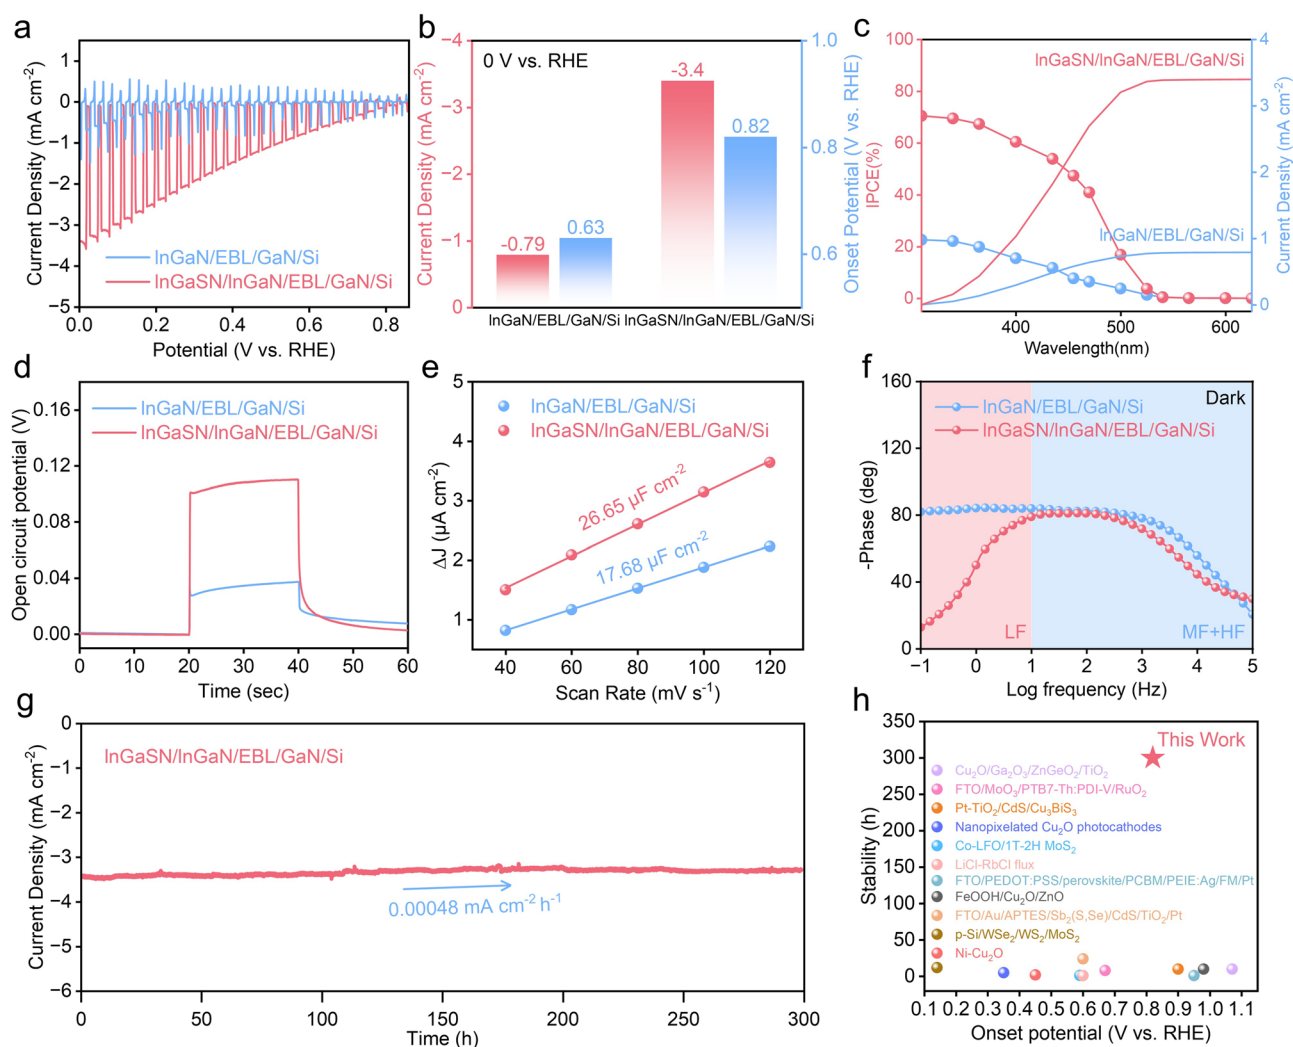 a
Current Density (mA cm⁻²)
1
0
−1
−2
−3
−4
−5
InGaN/EBL/GaN/Si
InGaSN/InGaN/EBL/GaN/Si
0.0 0.2 0.4 0.6 0.8
Potential (V vs. RHE)
b
Current Density (mA cm⁻²)
−4
−3
−2
−1
0
0 V vs. RHE
-0.79
0.63
-3.4
0.82
1.0
0.8
0.6
Onset Potential (V vs. RHE)
InGaN/EBL/GaN/Si InGaSN/InGaN/EBL/GaN/Si
c
IPCE(%)
100
80
60
40
20
0
InGaSN/InGaN/EBL/GaN/Si
InGaN/EBL/GaN/Si
4
3
2
1
0
Current Density (mA cm⁻²)
400 500 600
Wavelength(nm)
d
Open circuit potential (V)
0.16
0.12
0.08
0.04
0.00
InGaN/EBL/GaN/Si
InGaSN/InGaN/EBL/GaN/Si
0 10 20 30 40 50 60
Time (sec)
e
ΔJ (μA cm⁻²)
5
4
3
2
1
InGaN/EBL/GaN/Si
InGaSN/InGaN/EBL/GaN/Si
26.65 μF cm⁻²
17.68 μF cm⁻²
40 60 80 100 120
Scan Rate (mV s⁻¹)
f
-Phase (deg)
160
120
80
40
0
Dark
InGaN/EBL/GaN/Si
InGaSN/InGaN/EBL/GaN/Si
LF
MF+HF
−1 0 1 2 3 4 5
Log frequency (Hz)
g
Current Density (mA cm⁻²)
0
−1
−2
−3
−4
−5
−6
InGaSN/InGaN/EBL/GaN/Si
0.00048 mA cm⁻² h⁻¹
0 50 100 150 200 250 300
Time (h)
h
Stability (h)
350
300
250
200
150
100
50
0
This Work
Cu₂O/Ga₂O₃/ZnGeO₂/TiO₂
FTO/MoO₃/PTB7-Th:PDI-V/RuO₂
Pt-TiO₂/CdS/Cu₃BiS₃
Nanopixelated Cu₂O photocathodes
Co-LFO/1T-2H MoS₂
LiCl-RbCl flux
FTO/PEDOT:PSS/perovskite/PCBM/PEIE:Ag/FM/Pt
FeOOH/Cu₂O/ZnO
FTO/Au/APTES/Sb₂(S,Se)/CdS/TiO₂/Pt
p-Si/WSe₂/WS₂/MoS₂
Ni-Cu₂O
0.1 0.2 0.3 0.4 0.5 0.6 0.7 0.8 0.9 1.0 1.1
Onset potential (V vs. RHE)